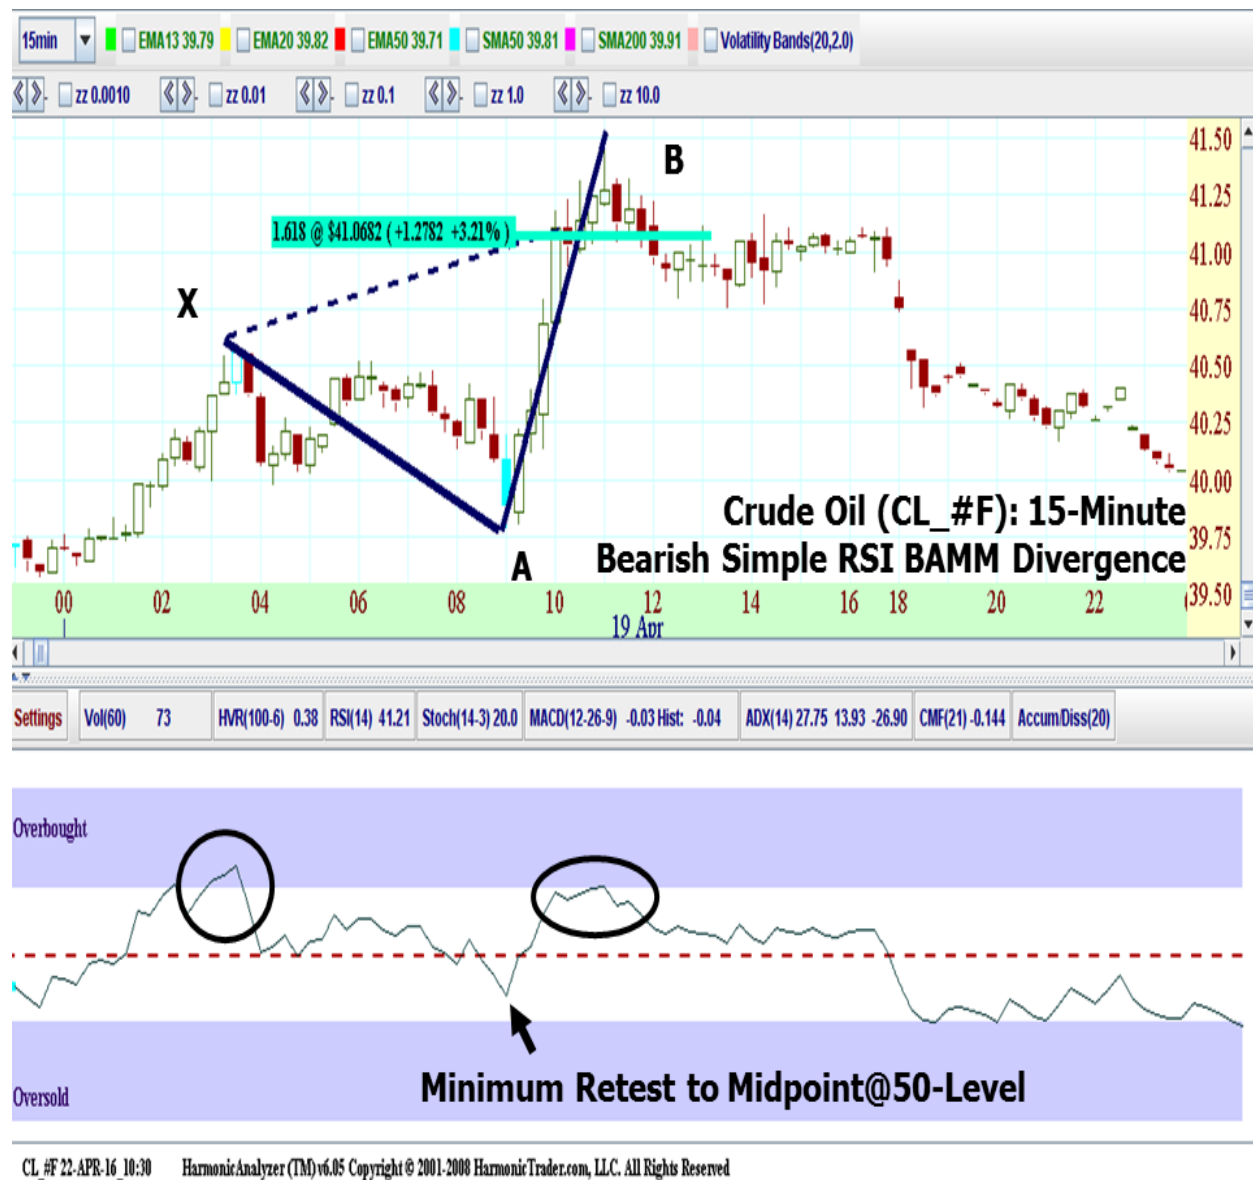 15min EMA13 39.79 EMA20 39.82 EMA50 39.71 SMA50 39.81 SMA200 39.91 Volatility Bands(20,2.0)
zz 0.0010 zz 0.01 zz 0.1 zz 1.0 zz 10.0
41.50
B
41.25
1.618 @ $41.0682 ( +1.2782 +3.21% )
41.00
X
40.75
40.50
40.25
40.00
Crude Oil (CL_#F): 15-Minute
39.75
Bearish Simple RSI BAMM Divergence
A
39.50
00 02 04 06 08 10 12 14 16 18 20 22
19 Apr
Settings Vol(60) 73 HVR(100-6) 0.38 RSI(14) 41.21 Stoch(14-3) 20.0 MACD(12-26-9) -0.03 Hist: -0.04 ADX(14) 27.75 13.93 -26.90 CMF(21) -0.144 Accum/Diss(20)
Overbought
Minimum Retest to Midpoint@50-Level
Oversold
CL_#F 22-APR-16_10:30 HarmonicAnalyzer (TM) v6.05 Copyright © 2001-2008 HarmonicTrader.com, LLC. All Rights Reserved